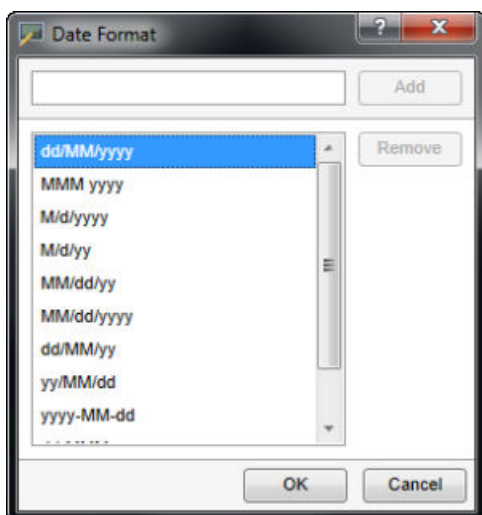 Date Format
?
X
Add
dd/MM/yyyy
Remove
MMM yyyy
M/d/yyyy
M/d/yy
MM/dd/yy
MM/dd/yyyy
dd/MM/yy
yy/MM/dd
yyyy-MM-dd
OK
Cancel